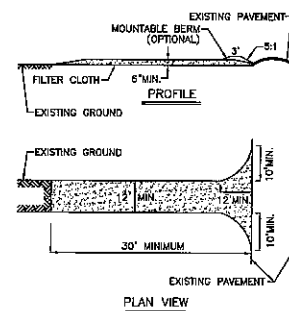 EXISTING PAVEMENT
MOUNTABLE BERM
(OPTIONAL)
3'
5:1
FILTER CLOTH
6"MIN.
EXISTING GROUND
PROFILE
EXISTING GROUND
10'MIN.
12' MIN.
12'MIN.
10'MIN.
30' MINIMUM
EXISTING PAVEMENT
PLAN VIEW